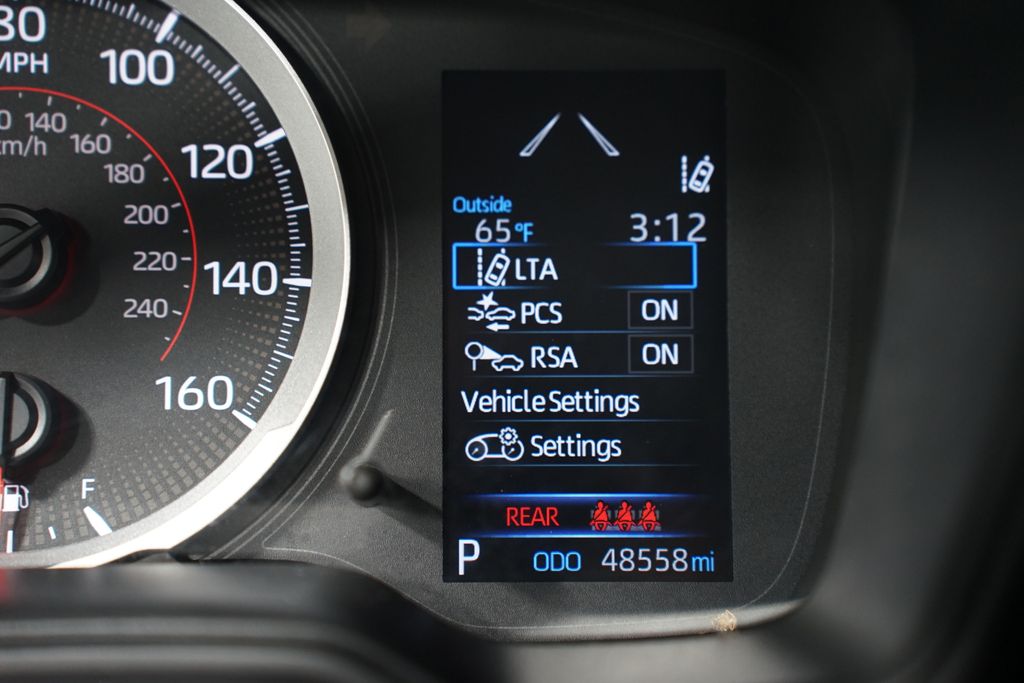 80
MPH
100
120
140
160
140
km/h
160
180
200
220
240
F
Outside
65°F 3:12
LTA
PCS ON
RSA ON
Vehicle Settings
Settings
REAR
P ODO 48558 mi